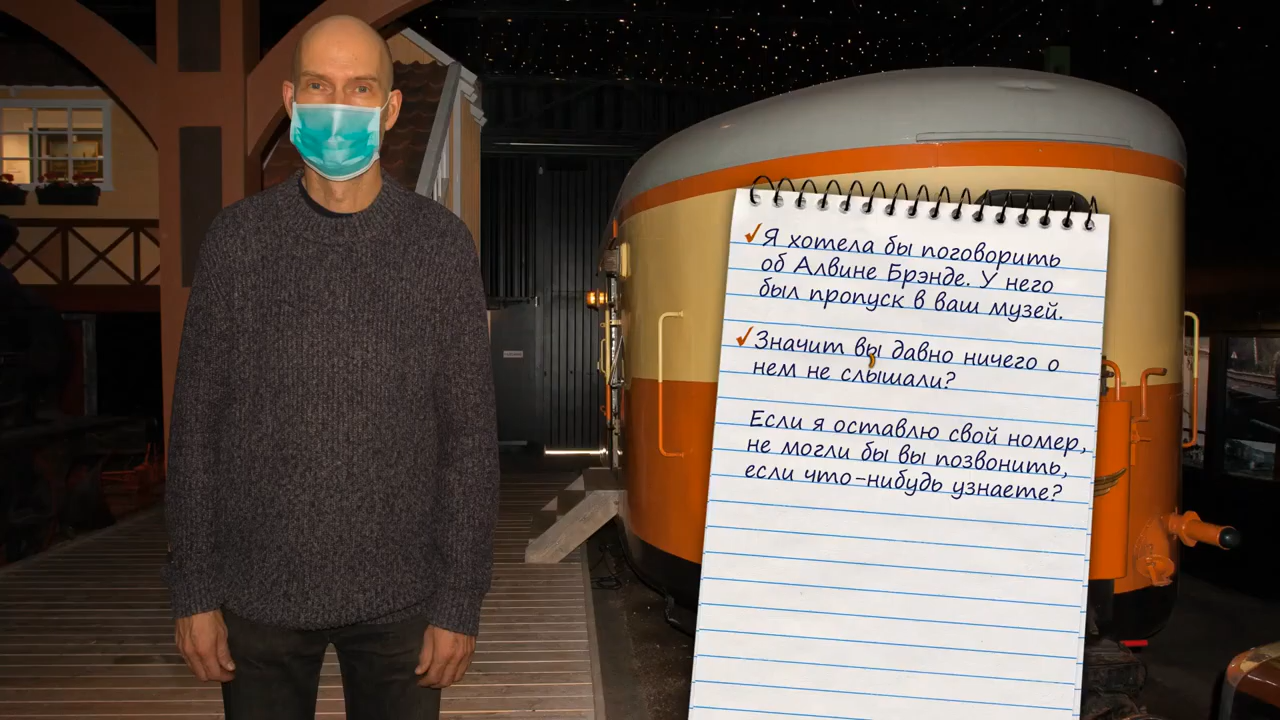 Я хотела бы поговорить
об Алвине Брэнде. У него
был пропуск в ваш музей.
Значит вы давно ничего о
нем не слышали?
Если я оставлю свой номер,
не могли бы вы позвонить,
если что-нибудь узнаете?